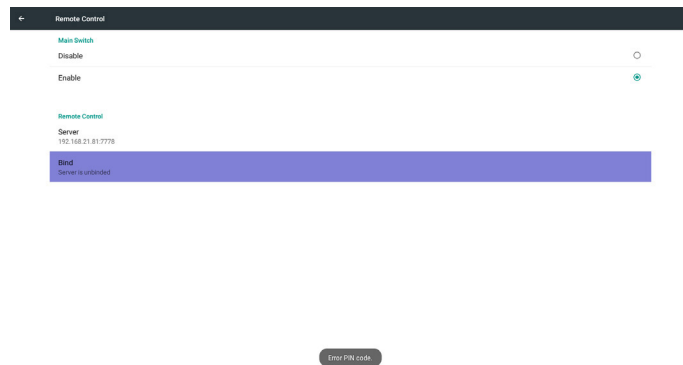 Remote Control
Main Switch
Disable
Enable
Remote Control
Server
192.168.21.81:7778
Bind
Server is unbinded
Error PIN code.